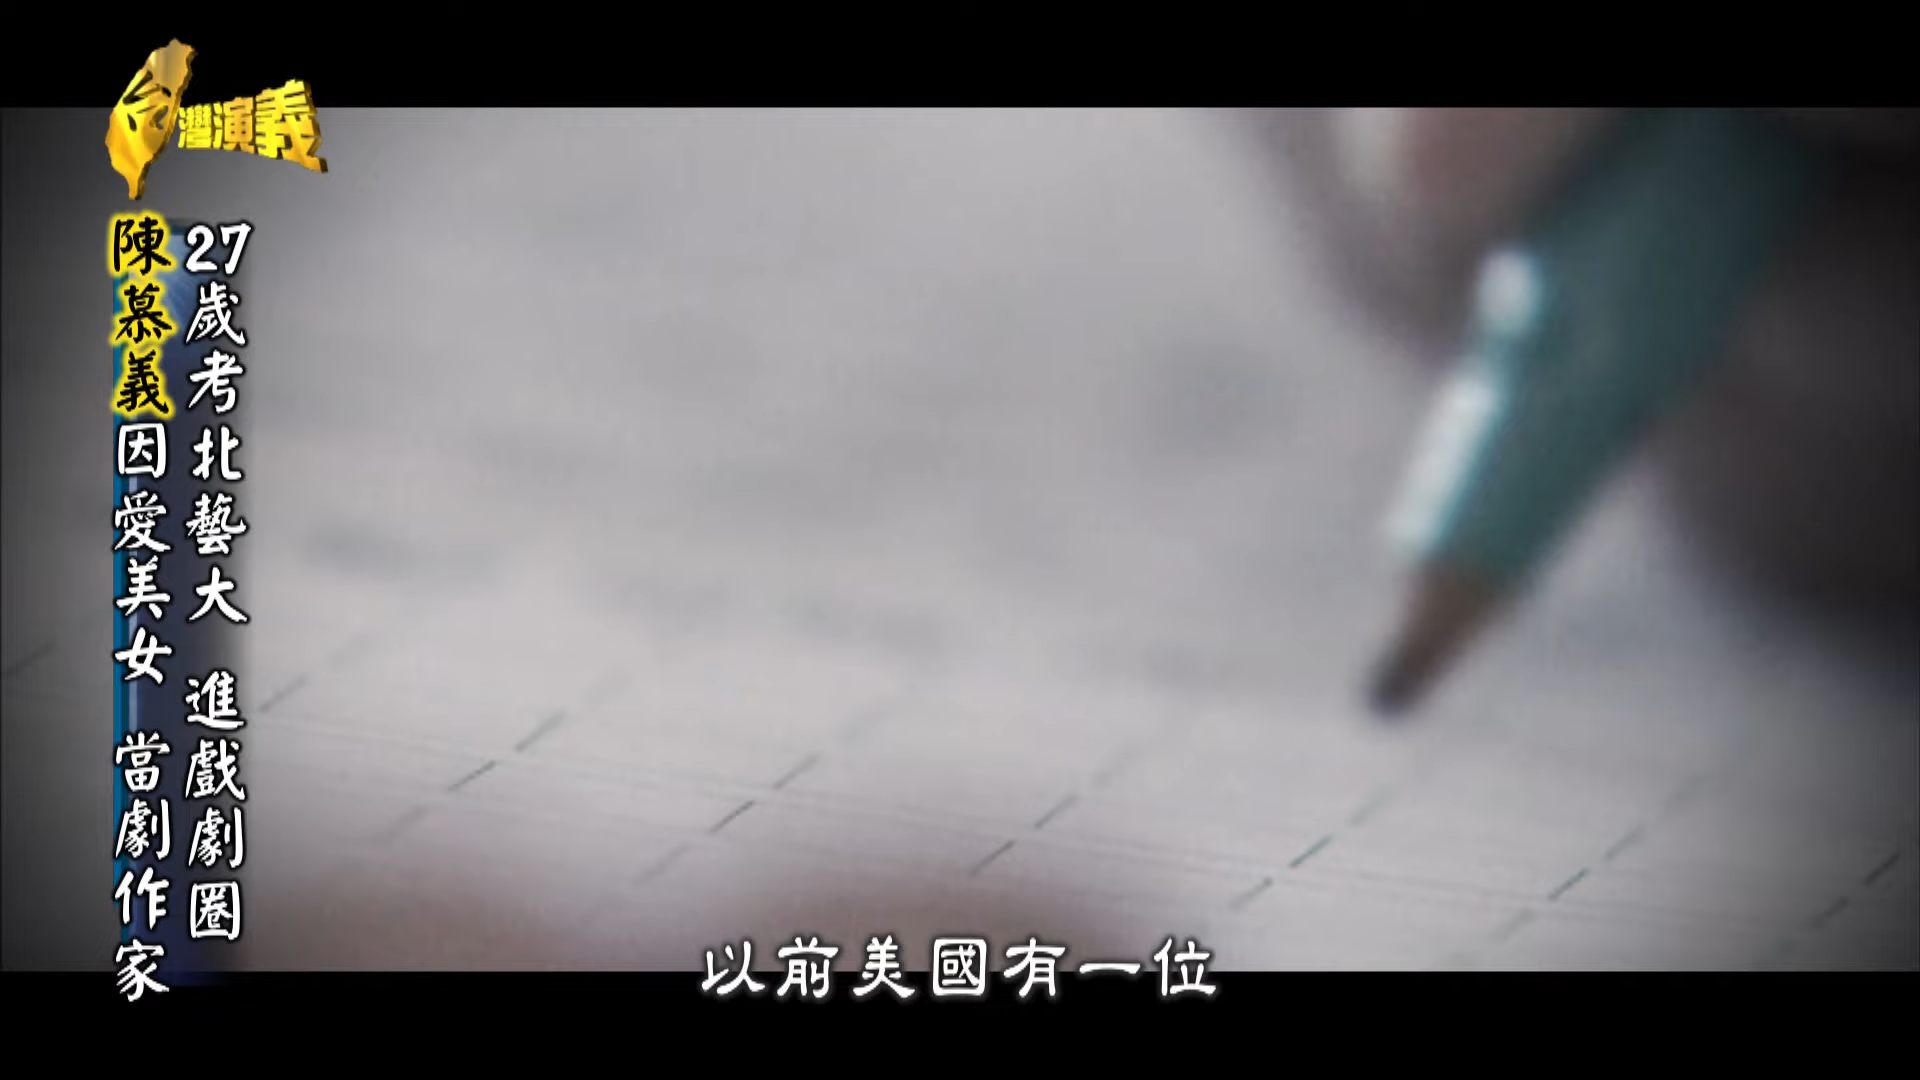 台灣演義
27歲考北藝大 進戲劇圈
陳慕義因愛美女 當劇作家
以前美國有一位